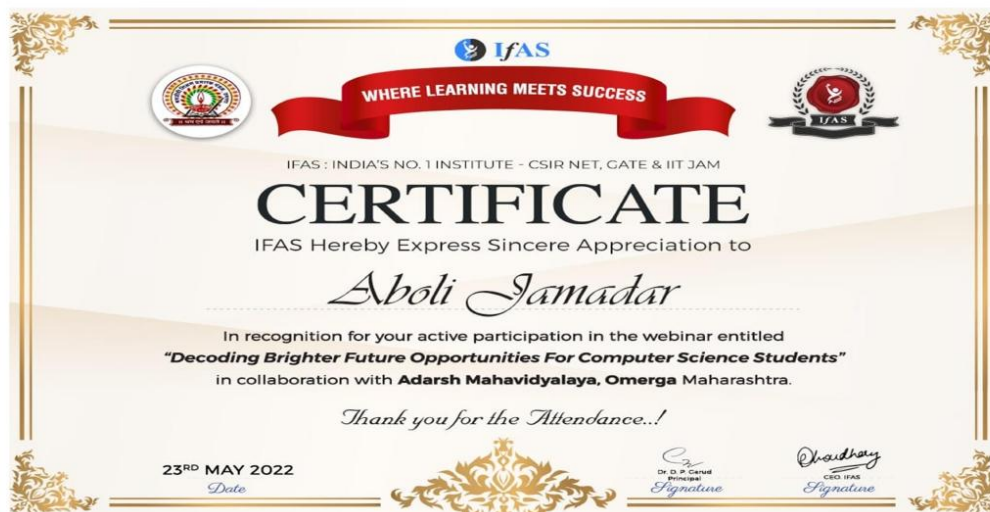 IfAS
WHERE LEARNING MEETS SUCCESS
IfAS
IFAS : INDIA'S NO. 1 INSTITUTE - CSIR NET, GATE & IIT JAM
CERTIFICATE
IFAS Hereby Express Sincere Appreciation to
Aboli Jamadar
In recognition for your active participation in the webinar entitled
"Decoding Brighter Future Opportunities For Computer Science Students"
in collaboration with Adarsh Mahavidyalaya, Omerga Maharashtra.
Thank you for the Attendance..!
23RD MAY 2022
Date
Dr. D. P. Garud
Principal
Signature
Choudhary
CEO. IFAS
Signature